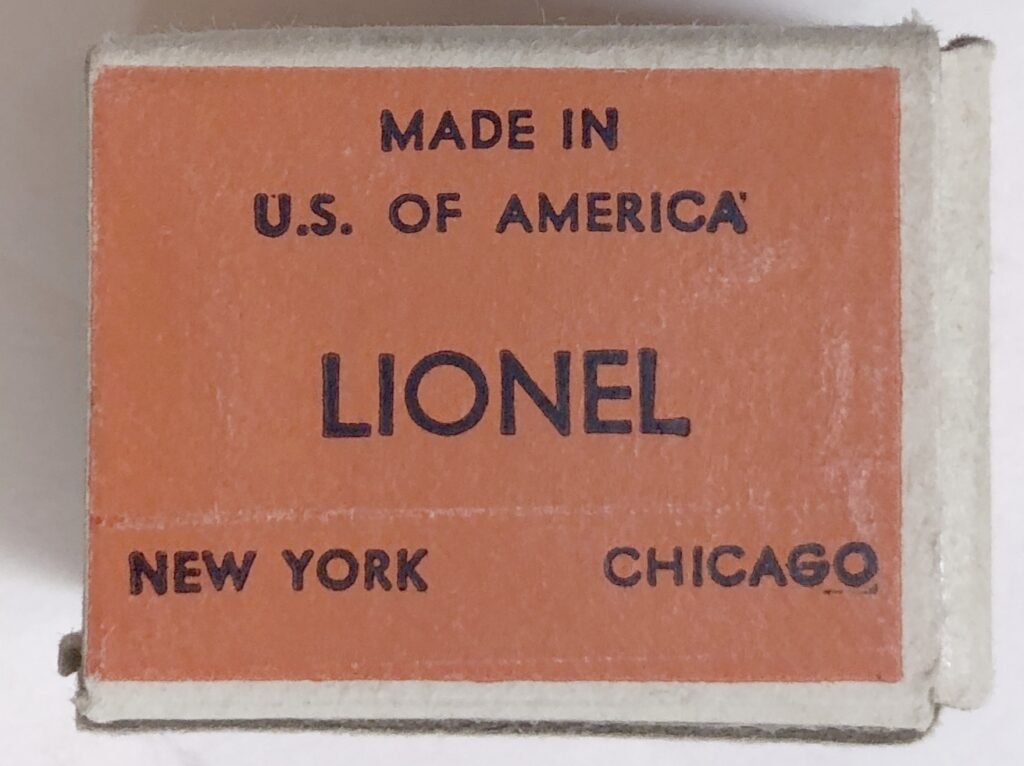 MADE IN
U.S. OF AMERICA
LIONEL
NEW YORK CHICAGO